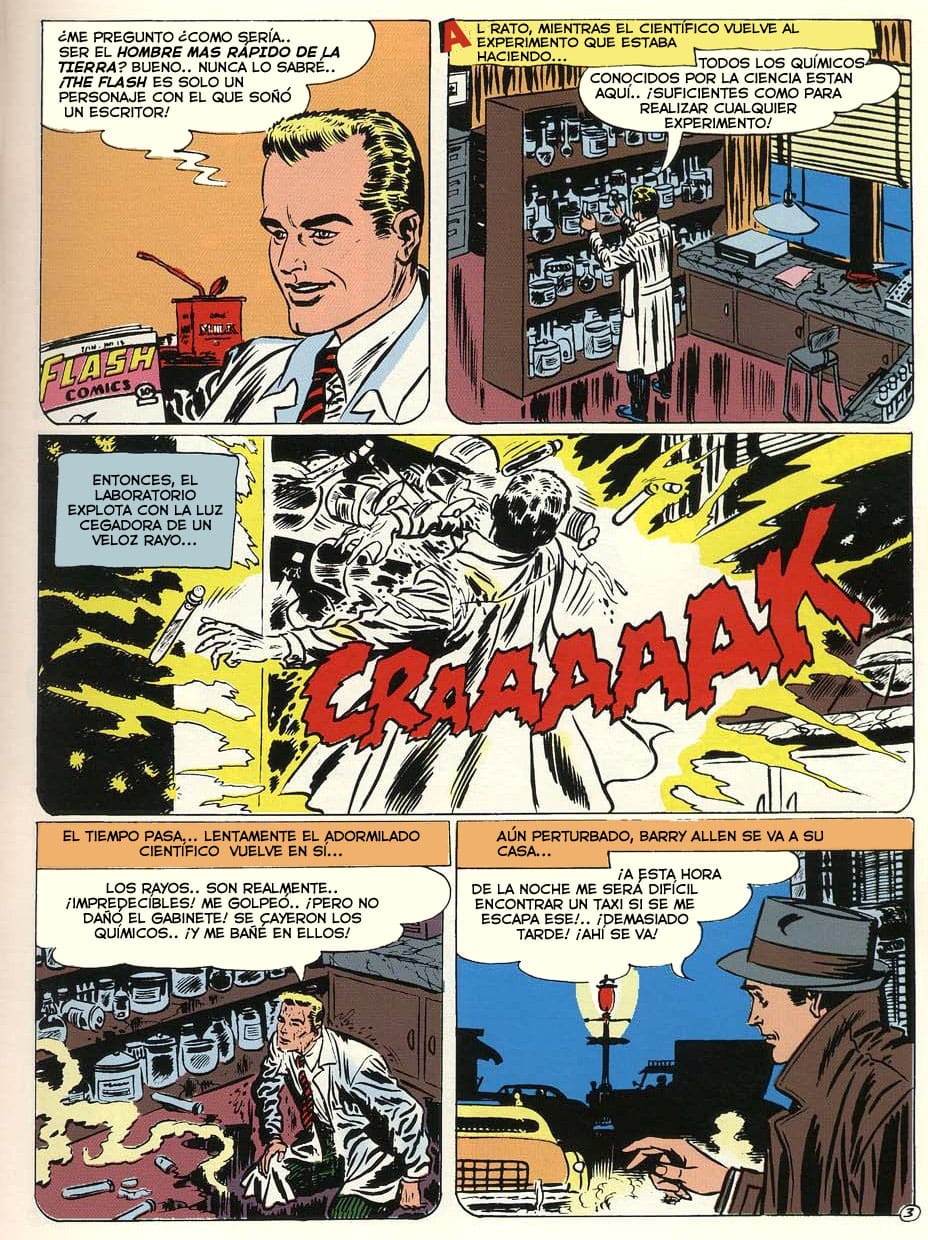 ¿ME PREGUNTO ¿COMO SERÍA..
SER EL HOMBRE MAS RÁPIDO DE LA
TIERRA? BUENO.. NUNCA LO SABRÉ..
¡THE FLASH ES SOLO UN
PERSONAJE CON EL QUE SOÑÓ
UN ESCRITOR!
MILK
FLASH
COMICS
10¢
AL RATO, MIENTRAS EL CIENTÍFICO VUELVE AL
EXPERIMENTO QUE ESTABA
HACIENDO...
TODOS LOS QUÍMICOS
CONOCIDOS POR LA CIENCIA ESTAN
AQUÍ.. ¡SUFICIENTES COMO PARA
REALIZAR CUALQUIER
EXPERIMENTO!
ENTONCES, EL
LABORATORIO
EXPLOTA CON LA LUZ
CEGADORA DE UN
VELOZ RAYO...
CRAAAAAAK
EL TIEMPO PASA,.. LENTAMENTE EL ADORMILADO
CIENTÍFICO VUELVE EN SÍ...
LOS RAYOS.. SON REALMENTE..
¡IMPREDECIBLES! ME GOLPEÓ.. ¡PERO NO
DAÑÓ EL GABINETE! SE CAYERON LOS
QUÍMICOS.. ¡Y ME BAÑÉ EN ELLOS!
AÚN PERTURBADO, BARRY ALLEN SE VA A SU
CASA...
¡A ESTA HORA
DE LA NOCHE ME SERÁ DIFÍCIL
ENCONTRAR UN TAXI SI SE ME
ESCAPA ESE!.. ¡DEMASIADO
TARDE! ¡AHÍ SE VA!
3